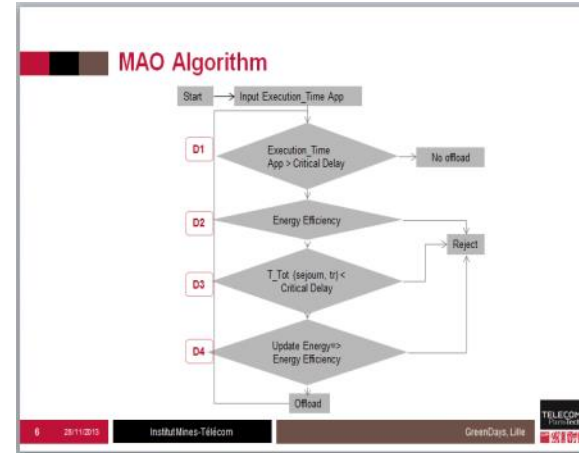 MAO Algorithm
Start
Input Execution_Time App
D1
Execution_Time
App > Critical Delay
No offload
D2
Energy Efficiency
Reject
D3
T_Tot (sejourn, tr) <
Critical Delay
D4
Update Energy=>
Energy Efficiency
Offload
6
28/11/2013
Institut Mines-Télécom
GreenDays, Lille
TELECOM
ParisTech